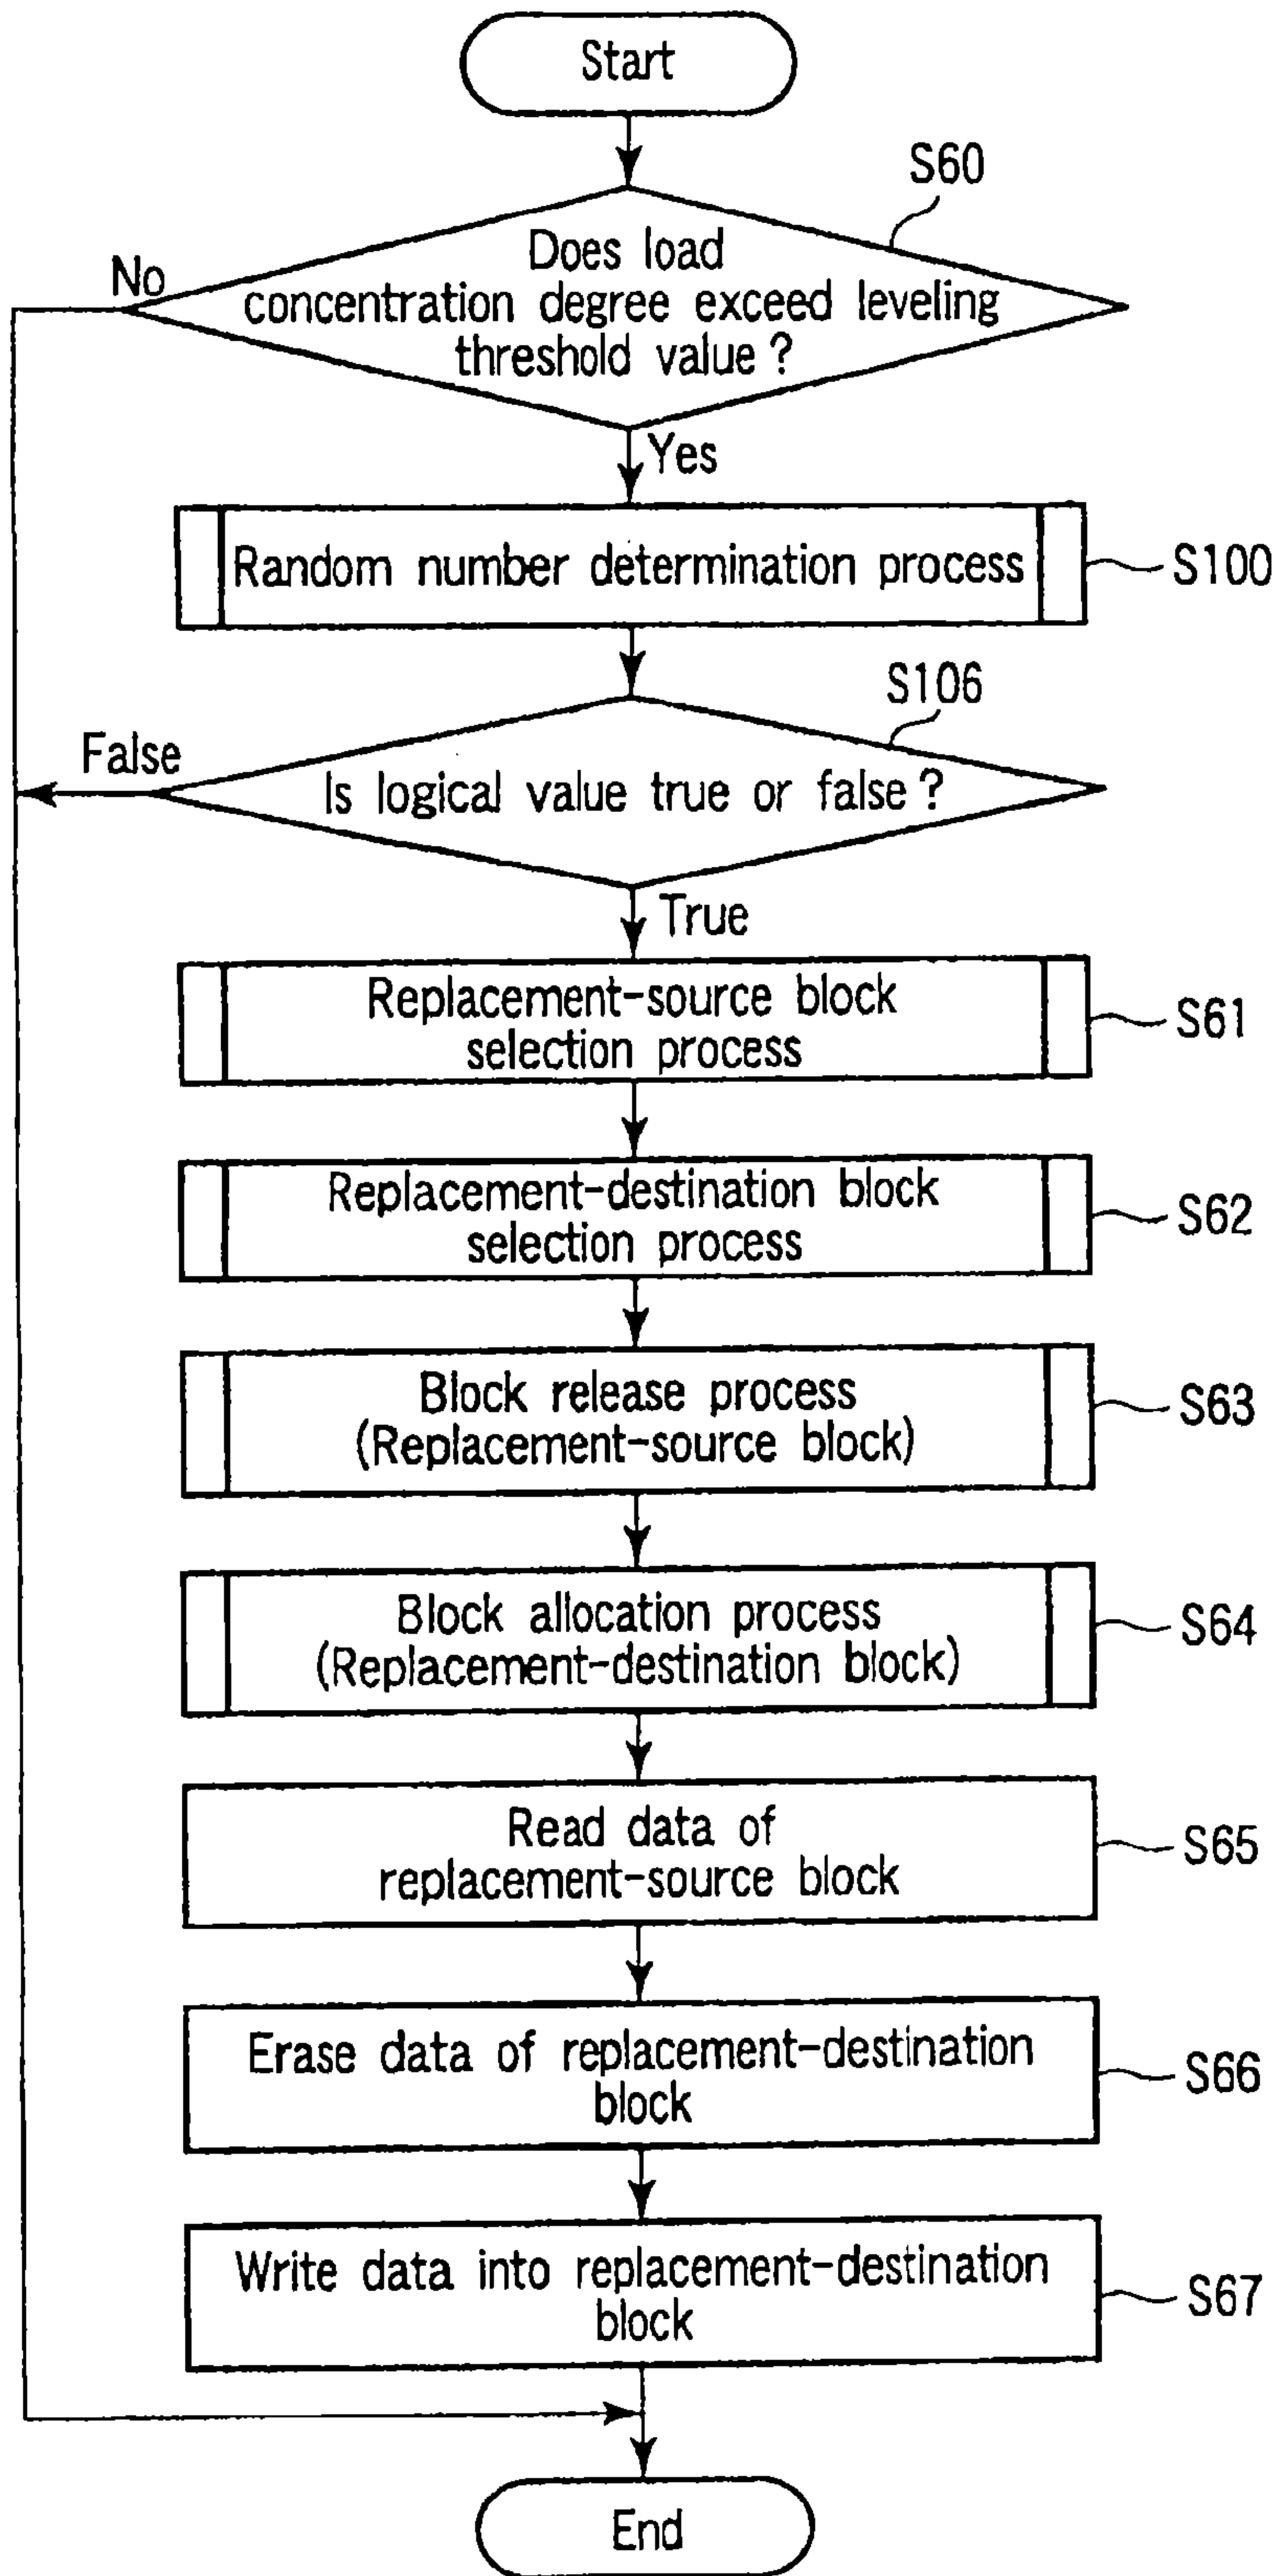 Start
S60
Does load
concentration degree exceed leveling
threshold value ?
No
Yes
Random number determination process
S100
S106
False
Is logical value true or false ?
True
Replacement-source block
selection process
S61
Replacement-destination block
selection process
S62
Block release process
(Replacement-source block)
S63
Block allocation process
(Replacement-destination block)
S64
Read data of
replacement-source block
S65
Erase data of replacement-destination
block
S66
Write data into replacement-destination
block
S67
End